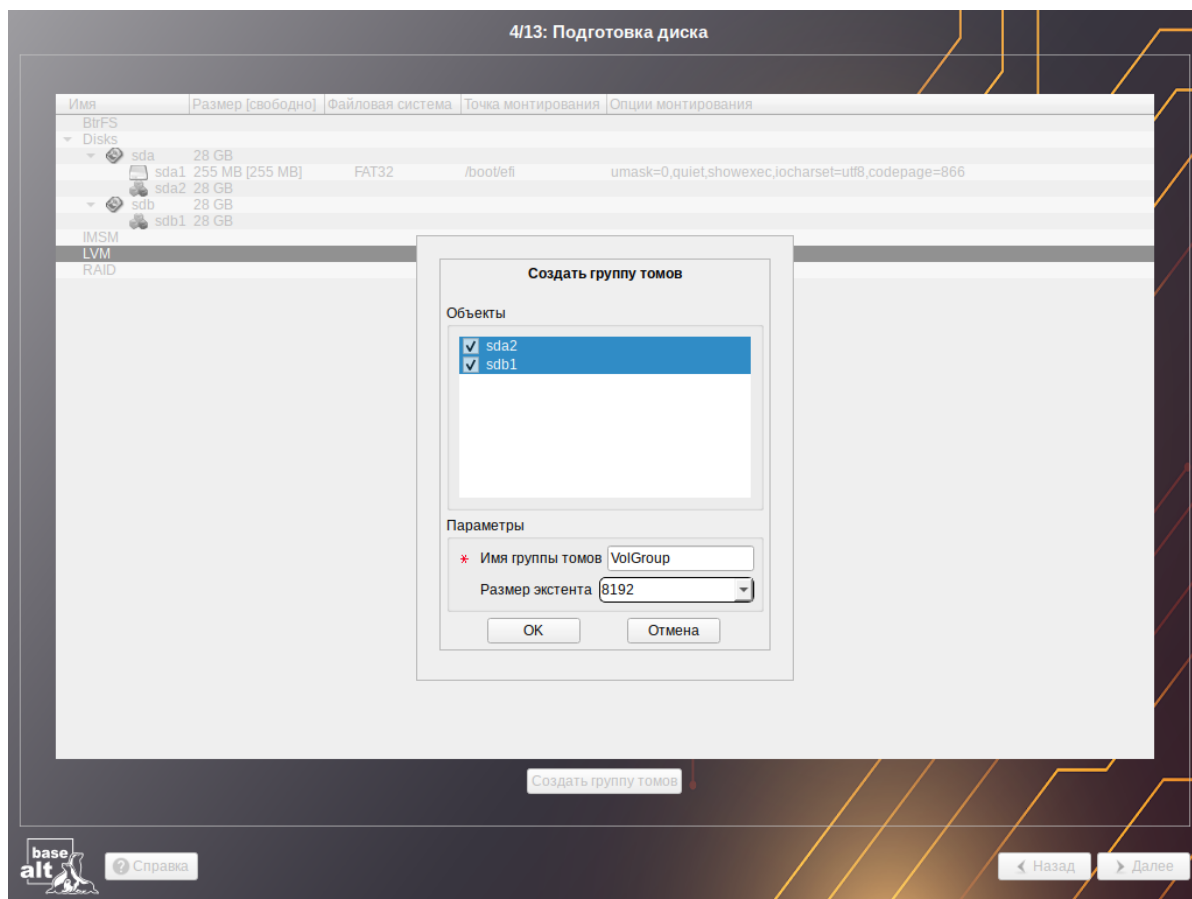 4/13: Подготовка диска
Имя Размер [свободно] Файловая система Точка монтирования Опции монтирования
BtrFS
Disks
sda 28 GB
sda1 255 MB [255 MB] FAT32 /boot/efi umask=0,quiet,showexec,iocharset=utf8,codepage=866
sda2 28 GB
sdb 28 GB
sdb1 28 GB
IMSM
LVM
RAID
Создать группу томов
Объекты
sda2
sdb1
Параметры
* Имя группы томов VolGroup
Размер экстента 8192
OK Отмена
Создать группу томов
base
alt
Справка
Назад Далее